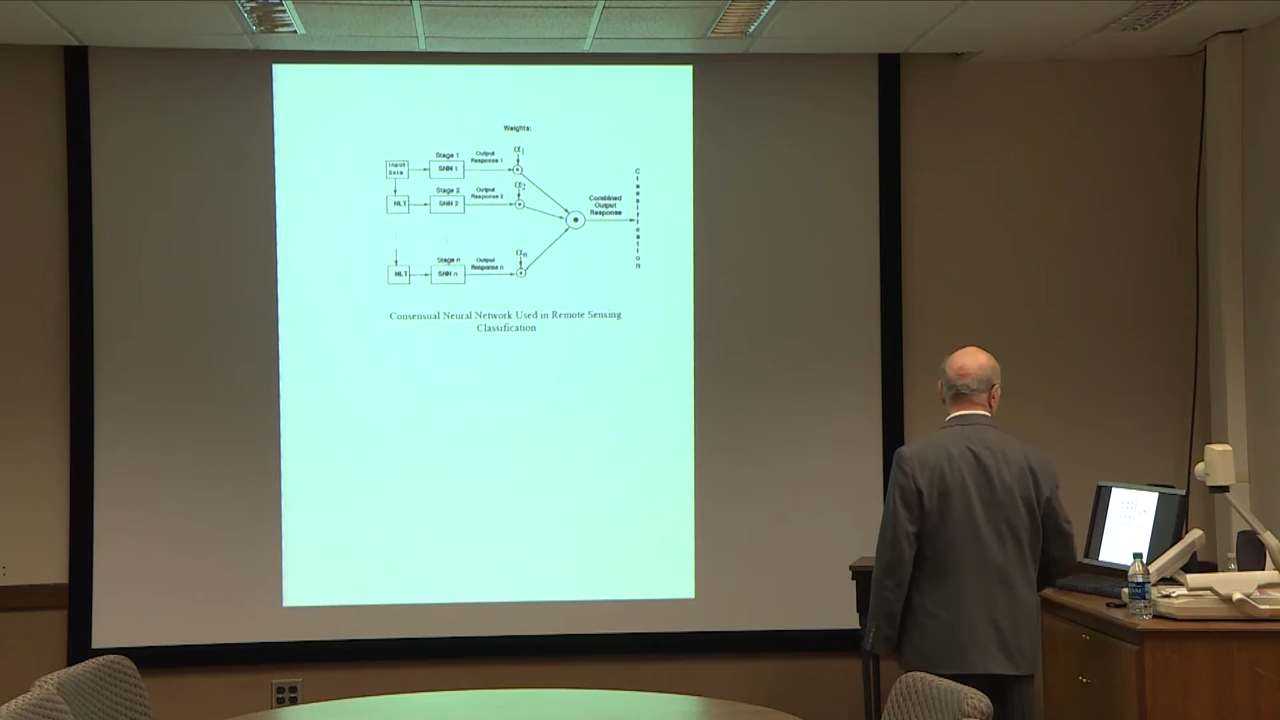 Weights:
α1
Stage 1
Output
Response 1
Input
Data
SNN 1
α2
Stage 2
Output
Response 2
NLT
SNN 2
Combined
Output
Response
Classification
αn
Stage n
Output
Response n
NLT
SNN n
Consensual Neural Network Used in Remote Sensing
Classification